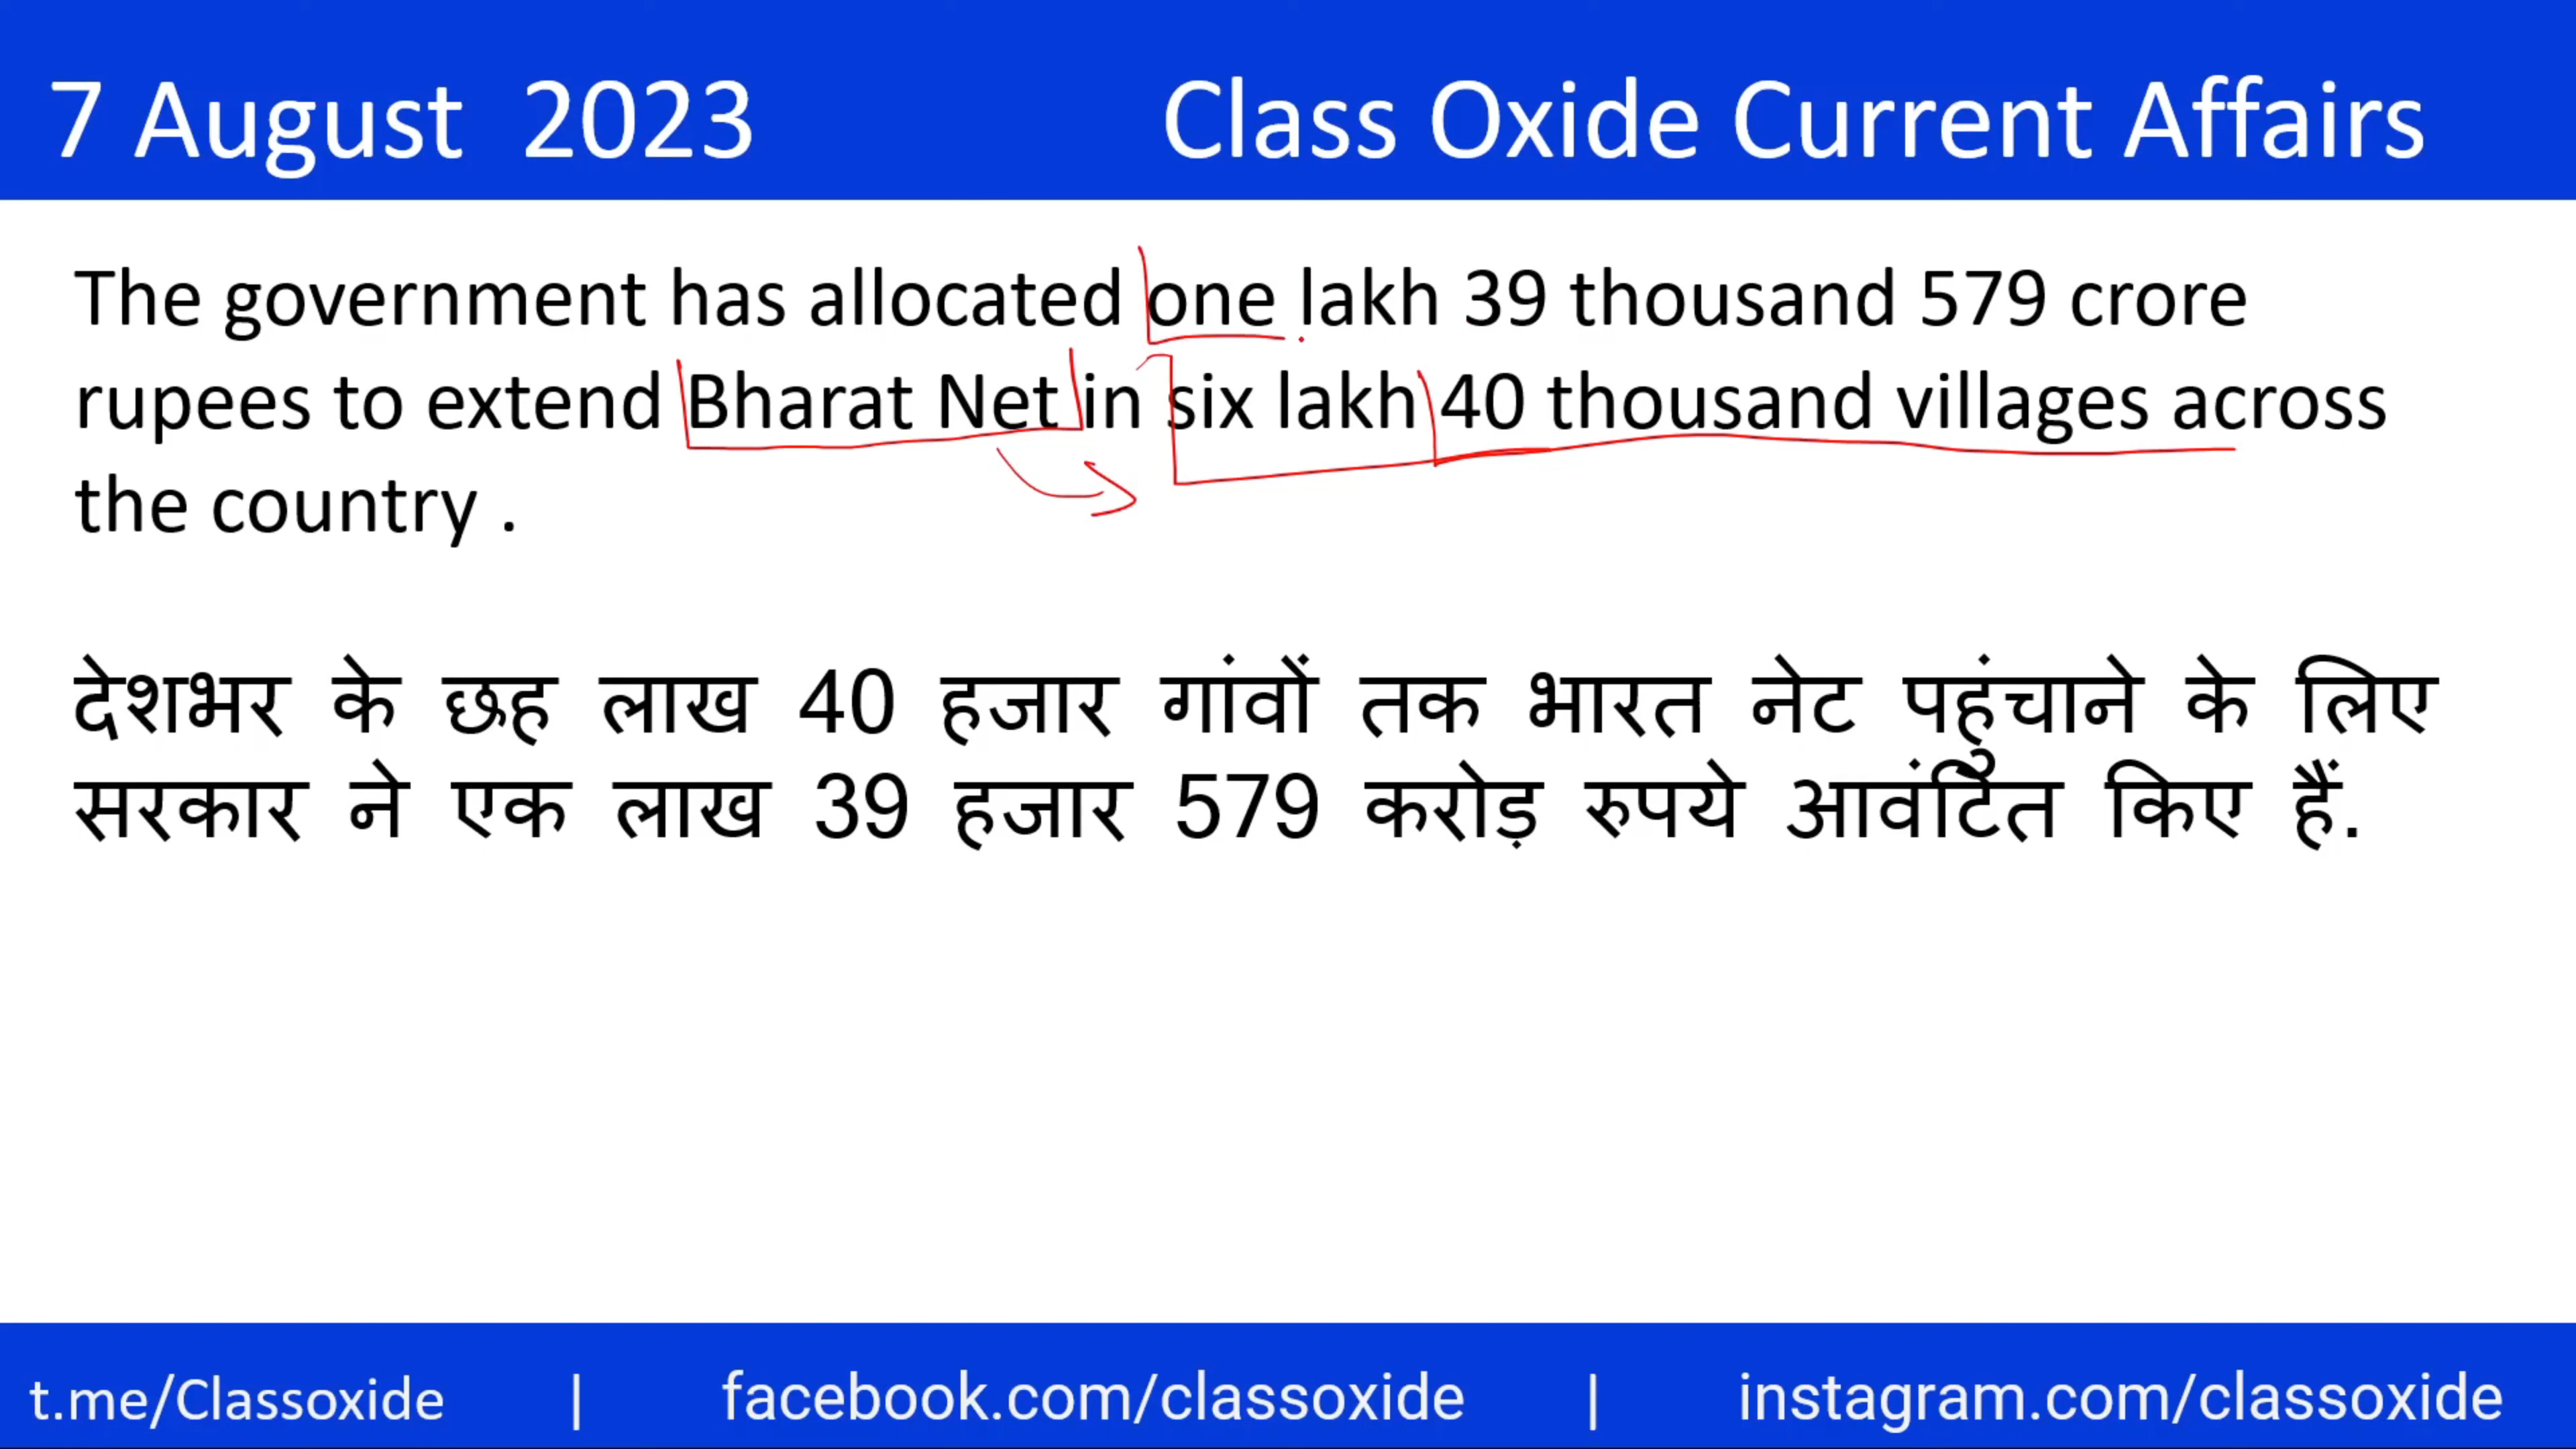 7 August 2023 Class Oxide Current Affairs
The government has allocated one lakh 39 thousand 579 crore
rupees to extend Bharat Net in six lakh 40 thousand villages across
the country .
देशभर के छह लाख 40 हजार गांवों तक भारत नेट पहुंचाने के लिए
सरकार ने एक लाख 39 हजार 579 करोड़ रुपये आवंटित किए हैं.
t.me/Classoxide | facebook.com/classoxide | instagram.com/classoxide